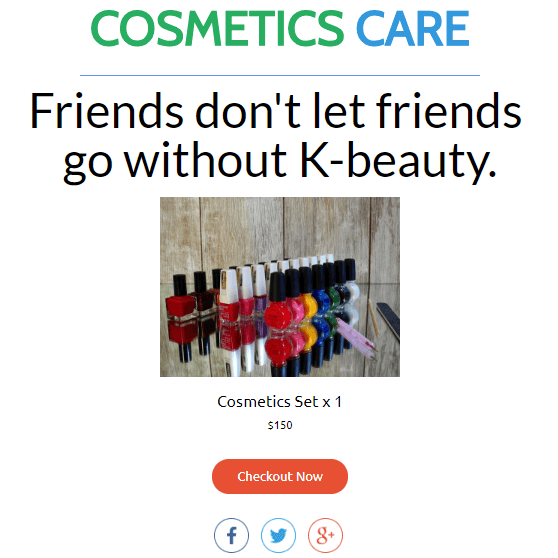 COSMETICS CARE
Friends don't let friends
go without K-beauty.
Cosmetics Set x 1
$150
Checkout Now
f
g+